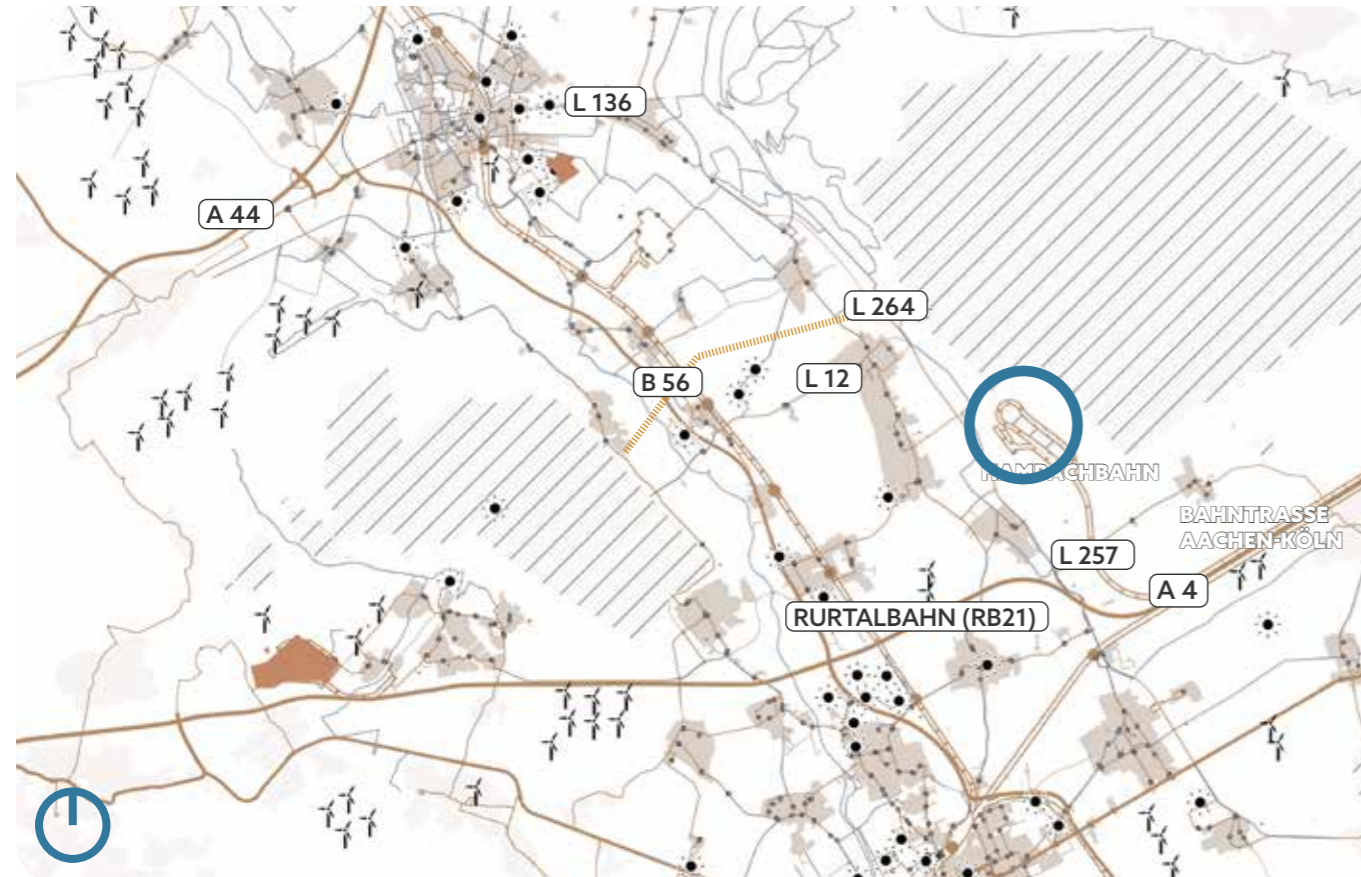 L 136
A 44
L 264
B 56
L 12
HAMBACHBAHN
BAHNTRASSE
AACHEN-KÖLN
L 257
A 4
RURTALBAHN (RB21)